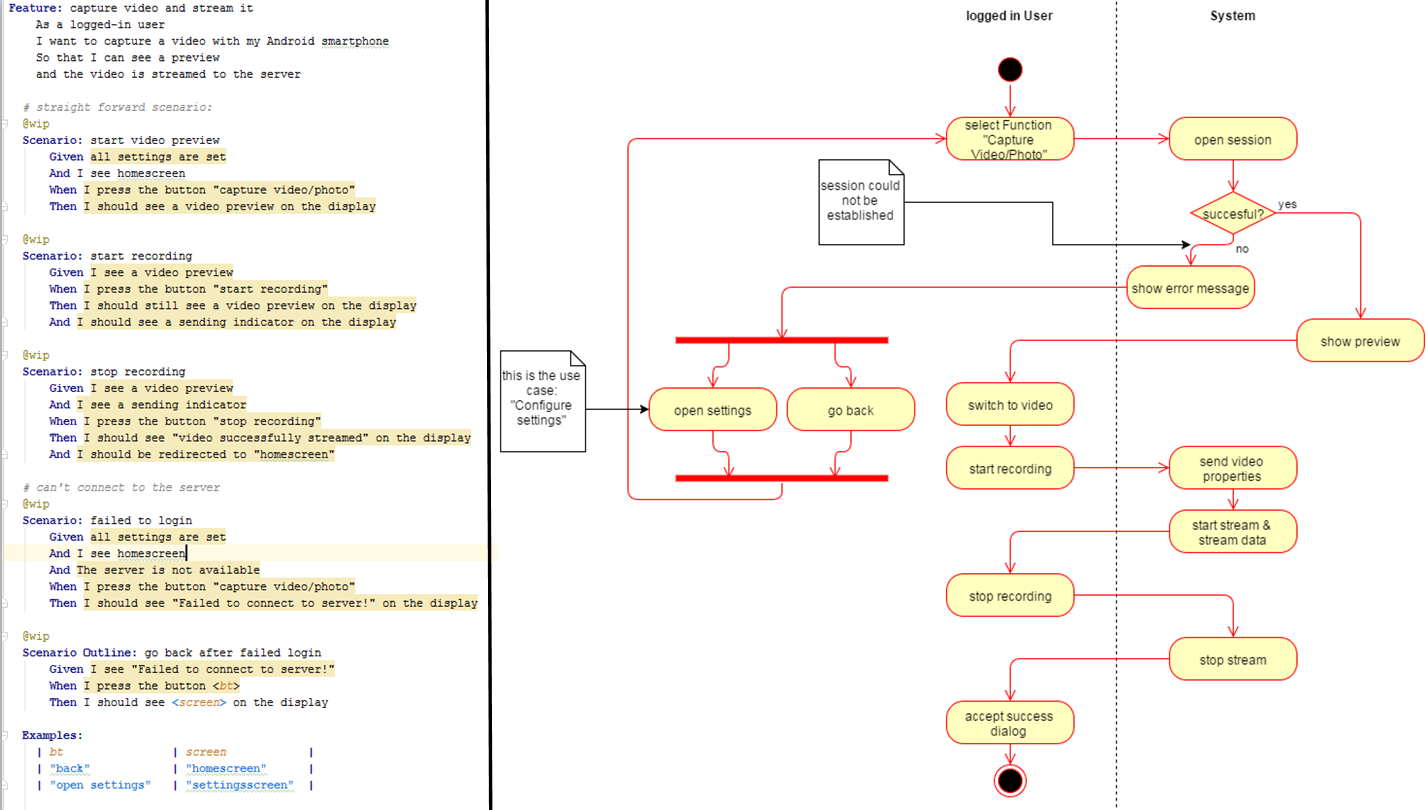 Feature: capture video and stream it
As a logged-in user
I want to capture a video with my Android smartphone
So that I can see a preview
and the video is streamed to the server
# straight forward scenario:
@wip
Scenario: start video preview
Given all settings are set
And I see homescreen
When I press the button "capture video/photo"
Then I should see a video preview on the display
@wip
Scenario: start recording
Given I see a video preview
When I press the button "start recording"
Then I should still see a video preview on the display
And I should see a sending indicator on the display
@wip
Scenario: stop recording
Given I see a video preview
And I see a sending indicator
When I press the button "stop recording"
Then I should see "video successfully streamed" on the display
And I should be redirected to "homescreen"
# can't connect to the server
@wip
Scenario: failed to login
Given all settings are set
And I see homescreen
And The server is not available
When I press the button "capture video/photo"
Then I should see "Failed to connect to server!" on the display
@wip
Scenario Outline: go back after failed login
Given I see "Failed to connect to server!"
When I press the button <bt>
Then I should see <screen> on the display
Examples:
| bt | screen |
| "back" | "homescreen" |
| "open settings" | "settingsscreen" |
logged in User
System
select Function
"Capture
Video/Photo"
open session
session could
not be
established
succesful?
yes
no
show error message
show preview
this is the use
case:
"Configure
settings"
open settings
go back
switch to video
start recording
send video
properties
start stream &
stream data
stop recording
stop stream
accept success
dialog